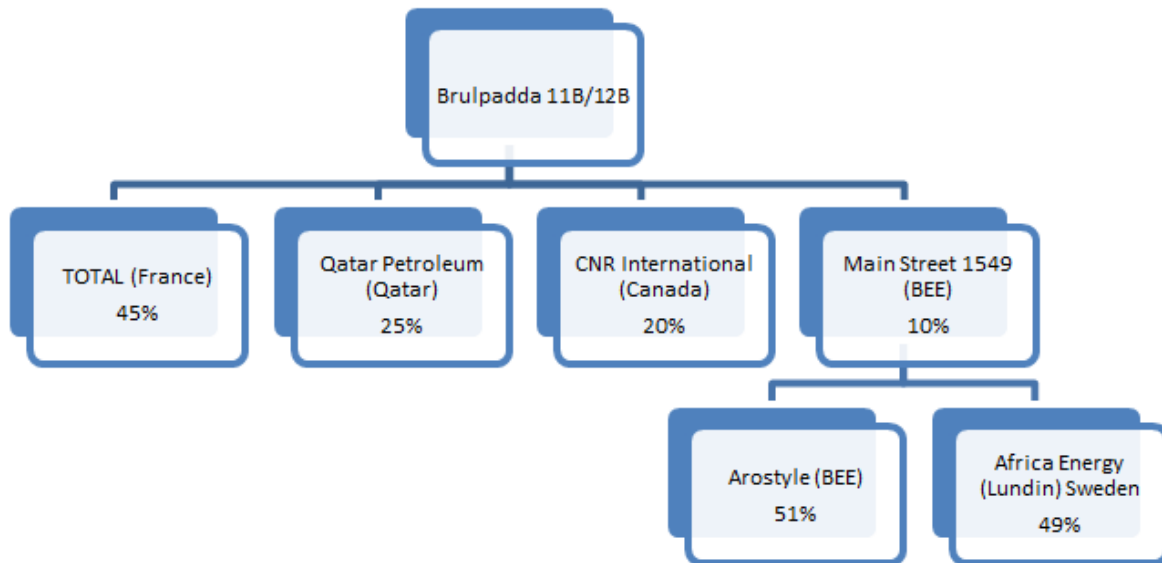 Brulpadda 11B/12B
TOTAL (France)
45%
Qatar Petroleum
(Qatar)
25%
CNR International
(Canada)
20%
Main Street 1549
(BEE)
10%
Arostyle (BEE)
51%
Africa Energy
(Lundin) Sweden
49%